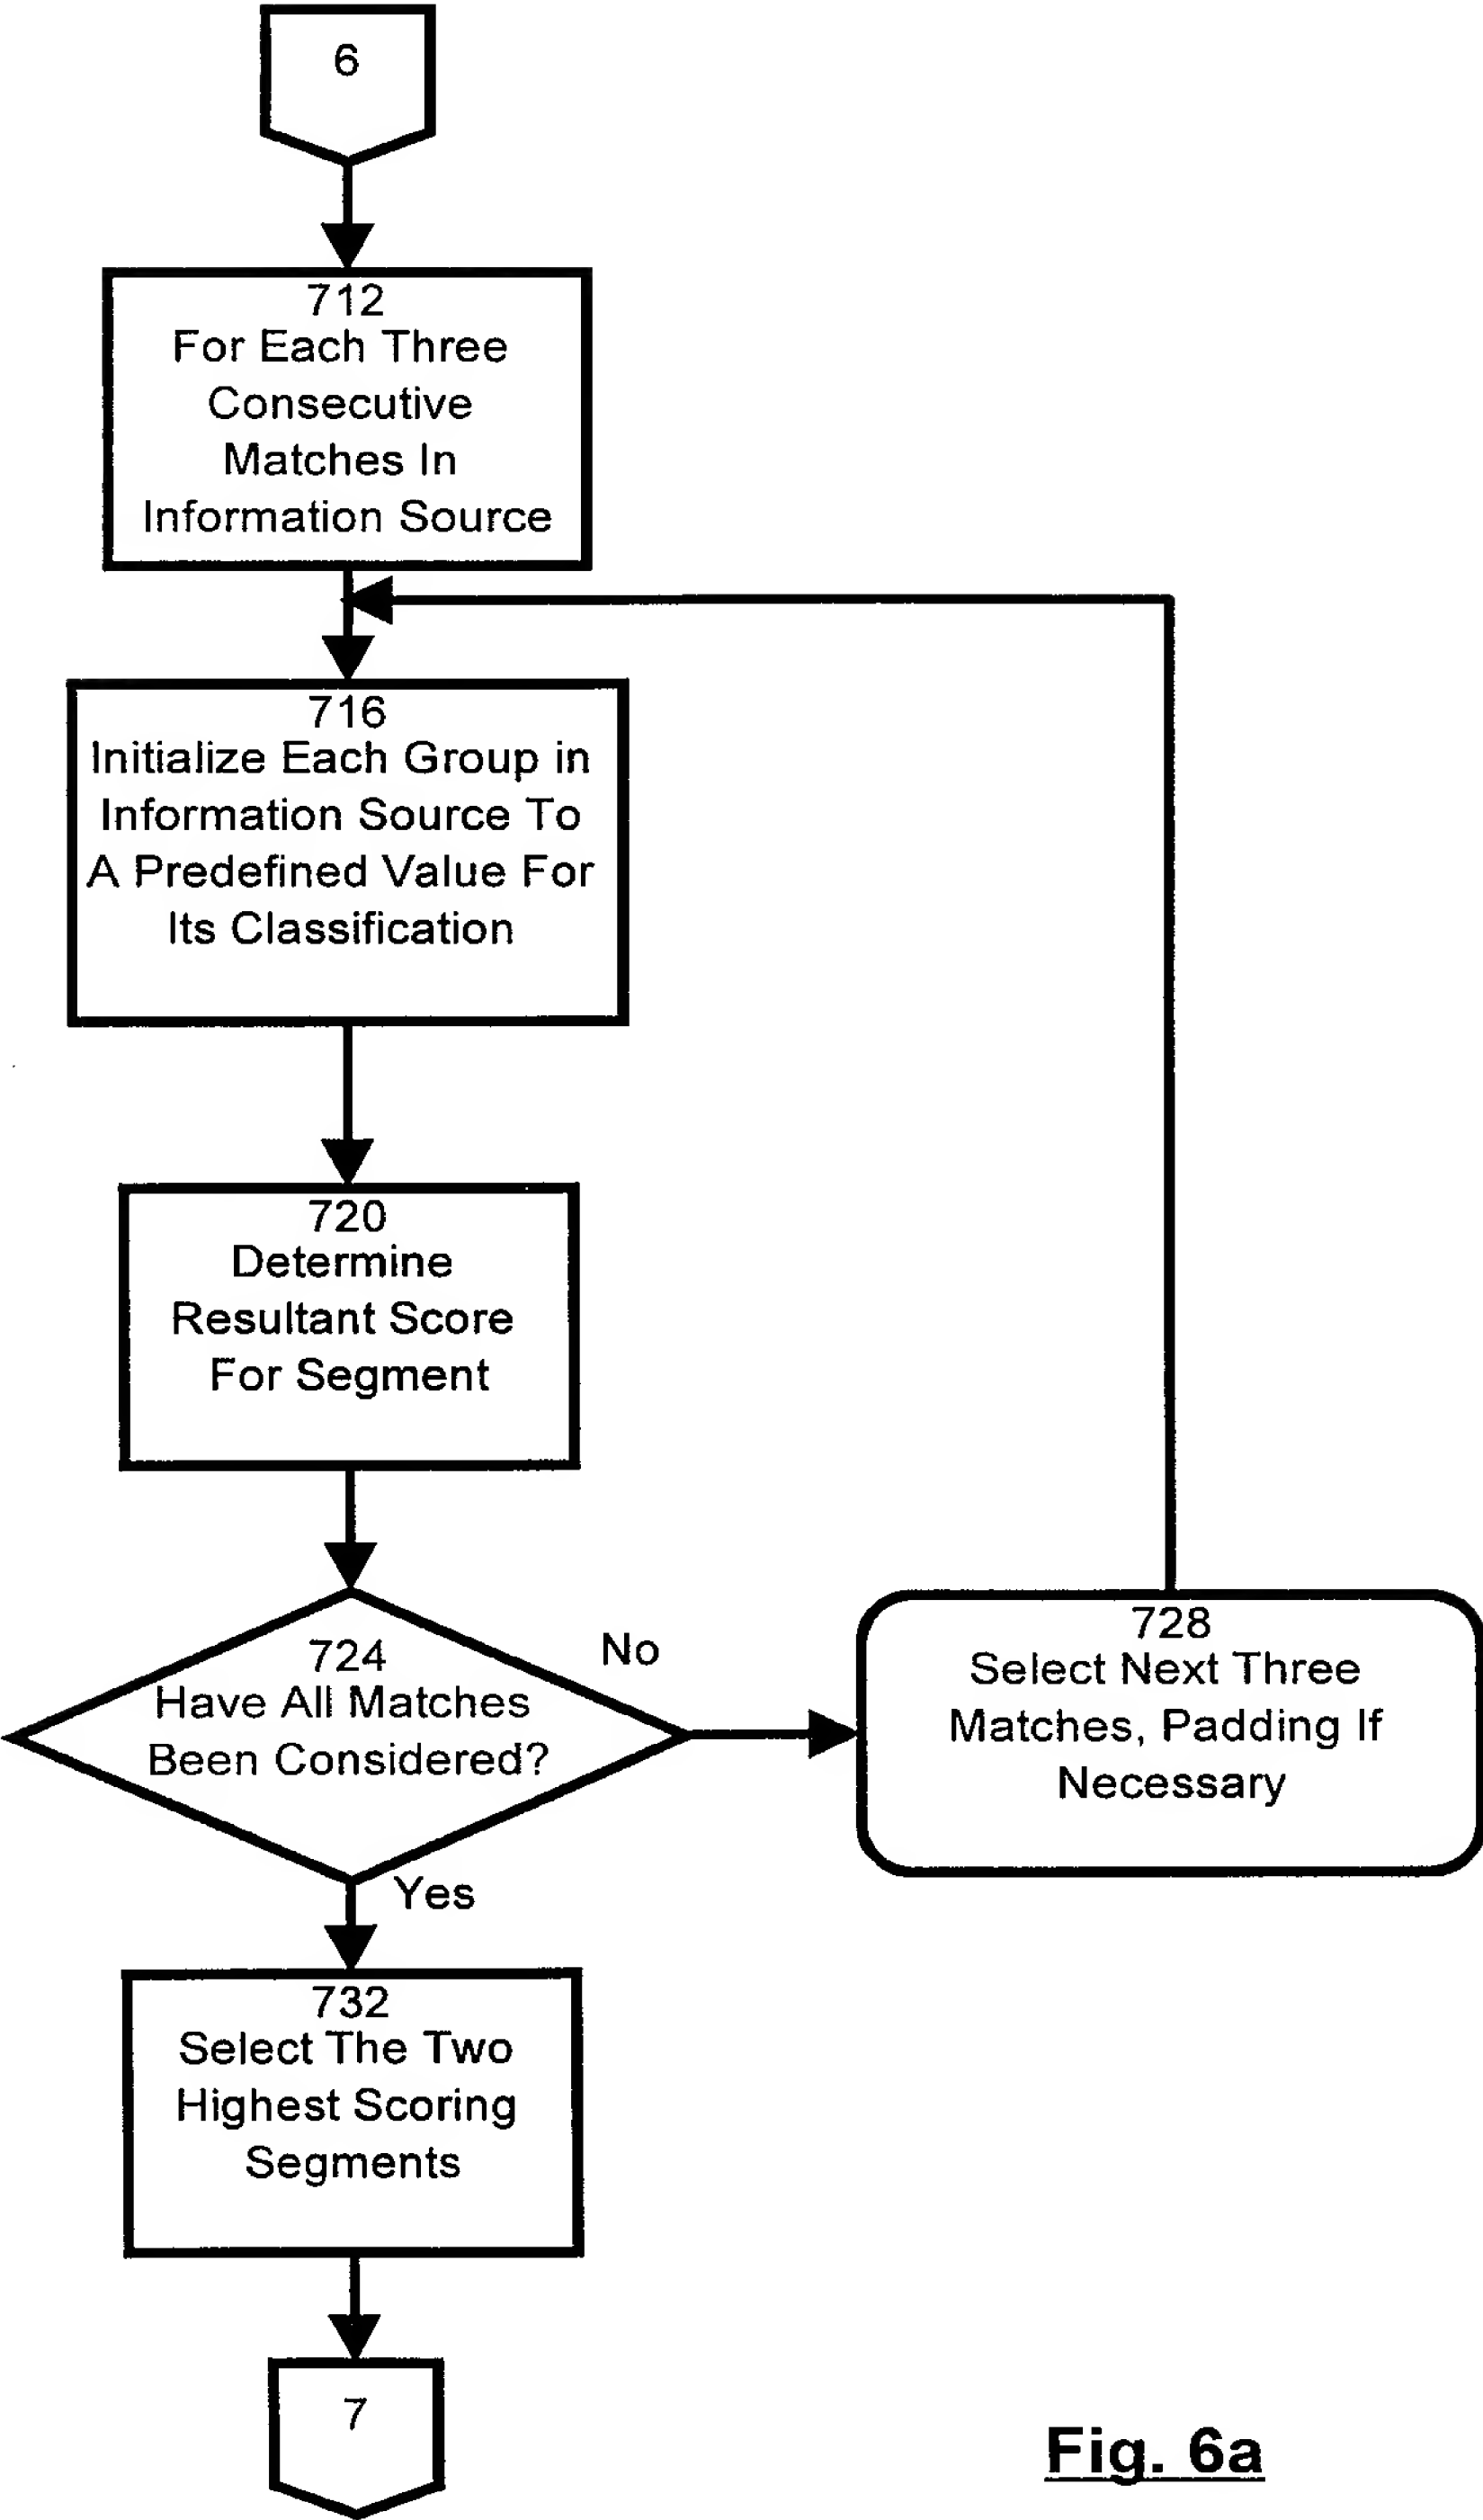 6
712
For Each Three
Consecutive
Matches In
Information Source
716
Initialize Each Group in
Information Source To
A Predefined Value For
Its Classification
720
Determine
Resultant Score
For Segment
724
Have All Matches
Been Considered?
No
728
Select Next Three
Matches, Padding If
Necessary
Yes
732
Select The Two
Highest Scoring
Segments
7
Fig. 6a